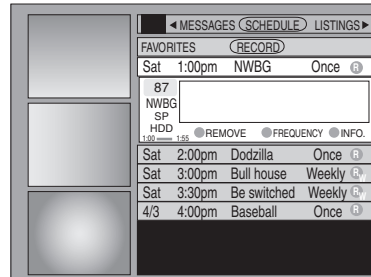 ◄ MESSAGES SCHEDULE LISTINGS ►
FAVORITES RECORD
Sat 1:00pm NWBG Once R
87
NWBG
SP
HDD
1:00 1:55 REMOVE FREQUENCY INFO.
Sat 2:00pm Dodzilla Once R
Sat 3:00pm Bull house Weekly RW
Sat 3:30pm Be switched Weekly RW
4/3 4:00pm Baseball Once R